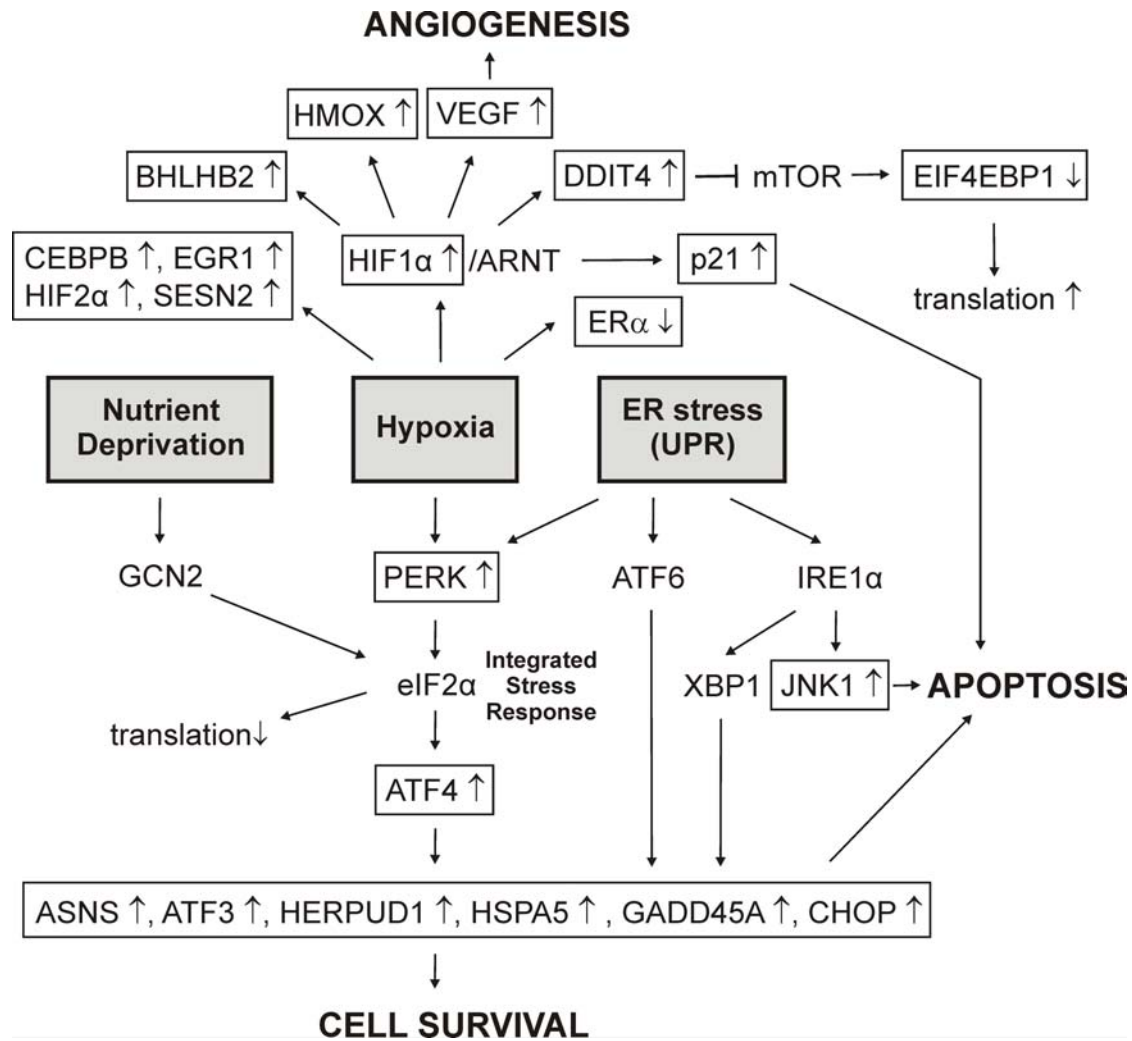 ANGIOGENESIS
HMOX ↑
VEGF ↑
BHLHB2 ↑
DDIT4 ↑
mTOR
EIF4EBP1 ↓
CEBPB ↑, EGR1 ↑
HIF2α ↑, SESN2 ↑
HIF1α ↑ /ARNT
p21 ↑
translation ↑
ERα ↓
Nutrient
Deprivation
Hypoxia
ER stress
(UPR)
GCN2
PERK ↑
ATF6
IRE1α
eIF2α
Integrated
Stress
Response
XBP1
JNK1 ↑
APOPTOSIS
translation↓
ATF4 ↑
ASNS ↑, ATF3 ↑, HERPUD1 ↑, HSPA5 ↑ , GADD45A ↑, CHOP ↑
CELL SURVIVAL